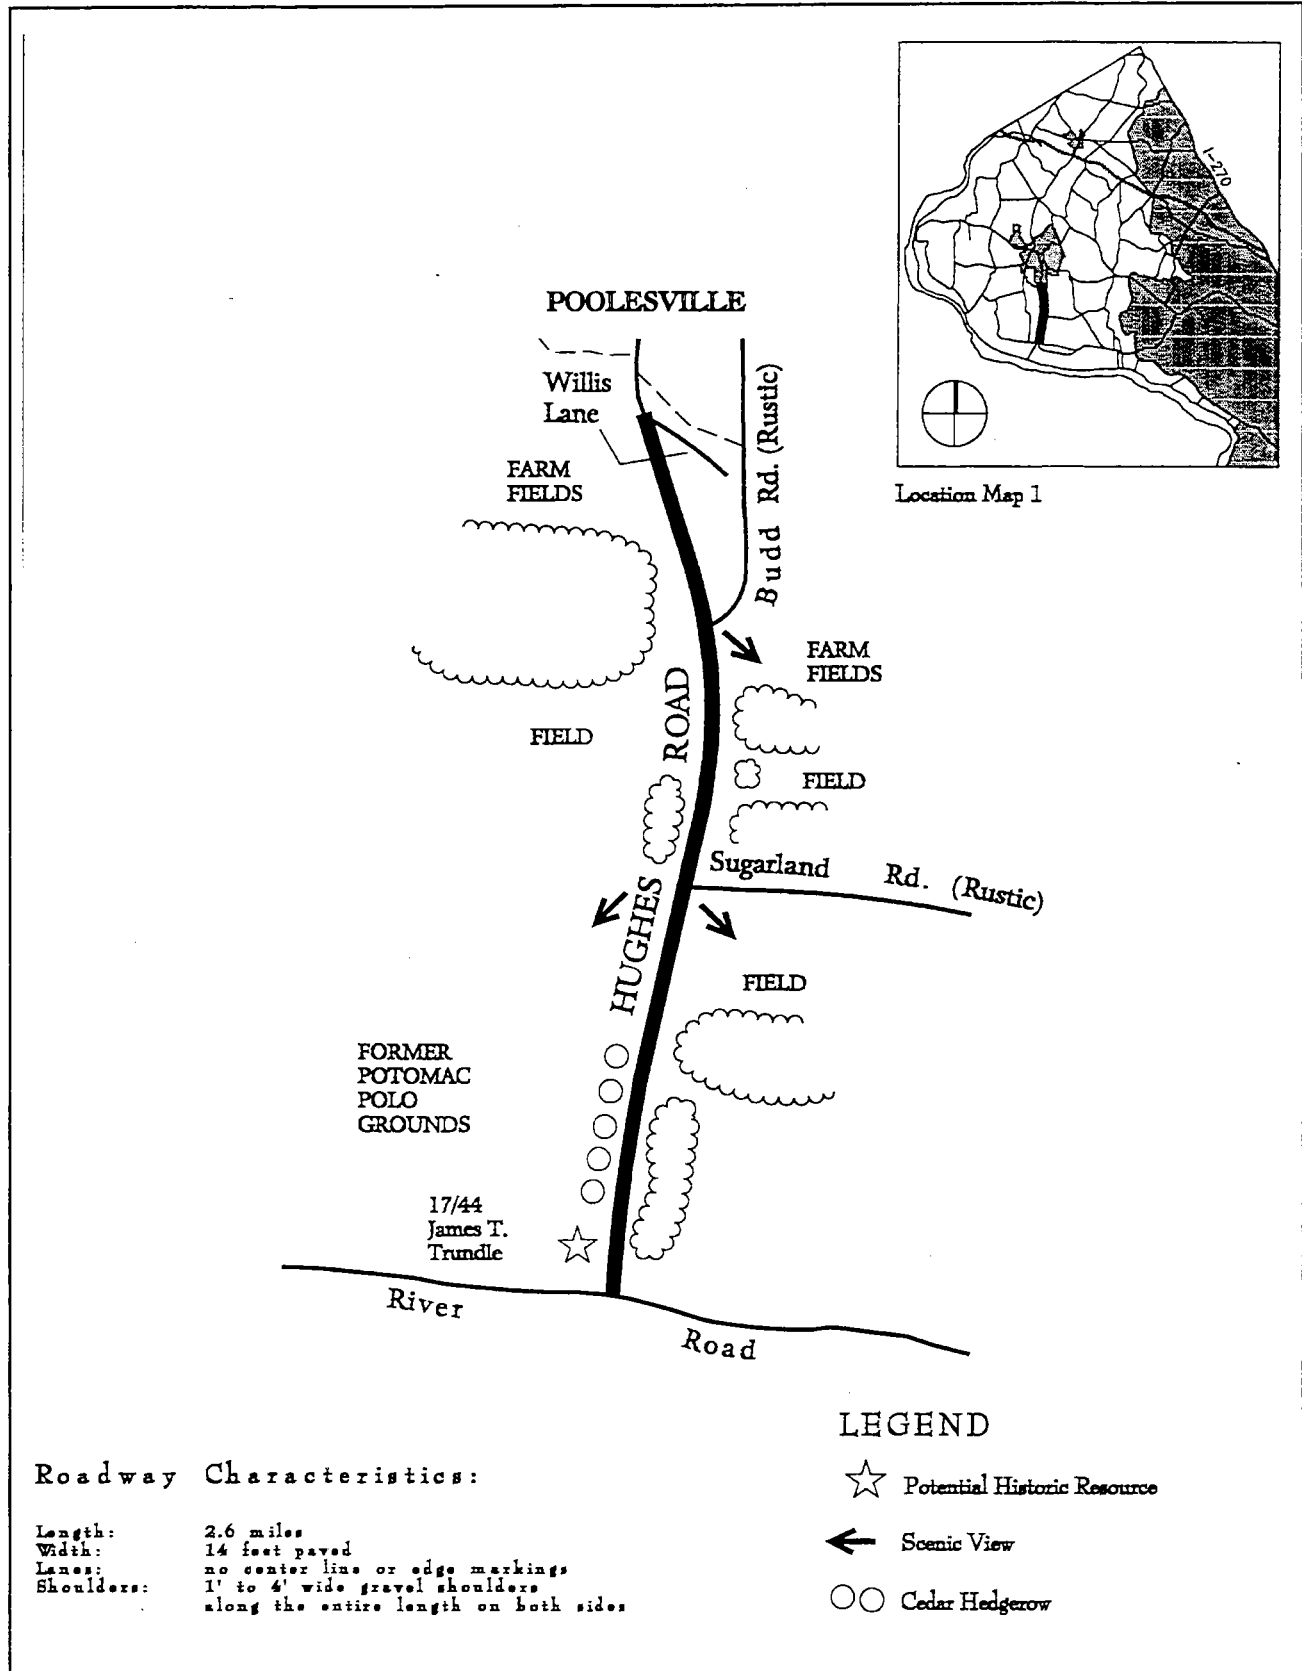 I-270
Location Map 1
POOLESVILLE
Willis
Lane
Budd Rd. (Rustic)
FARM
FIELDS
FARM
FIELDS
HUGHES ROAD
FIELD
FIELD
Sugarland Rd. (Rustic)
FIELD
FORMER
POTOMAC
POLO
GROUNDS
17/44
James T.
Trundle
River Road
LEGEND
Potential Historic Resource
Scenic View
Cedar Hedgerow
Roadway Characteristics:
Length: 2.6 miles
Width: 14 feet paved
Lanes: no center line or edge markings
Shoulders: 1' to 4' wide gravel shoulders
along the entire length on both sides